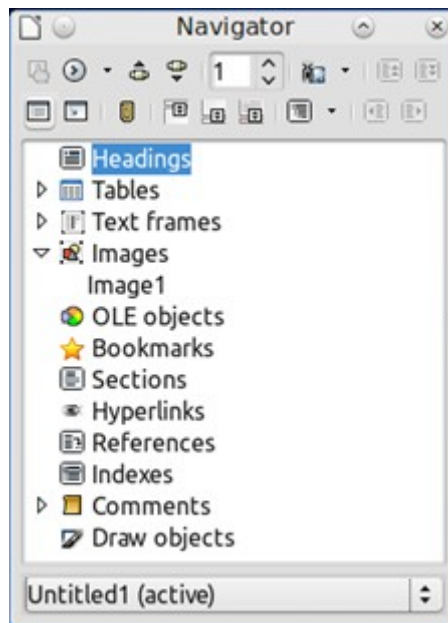 Navigator
1
Headings
Tables
Text frames
Images
Image1
OLE objects
Bookmarks
Sections
Hyperlinks
References
Indexes
Comments
Draw objects
Untitled1 (active)